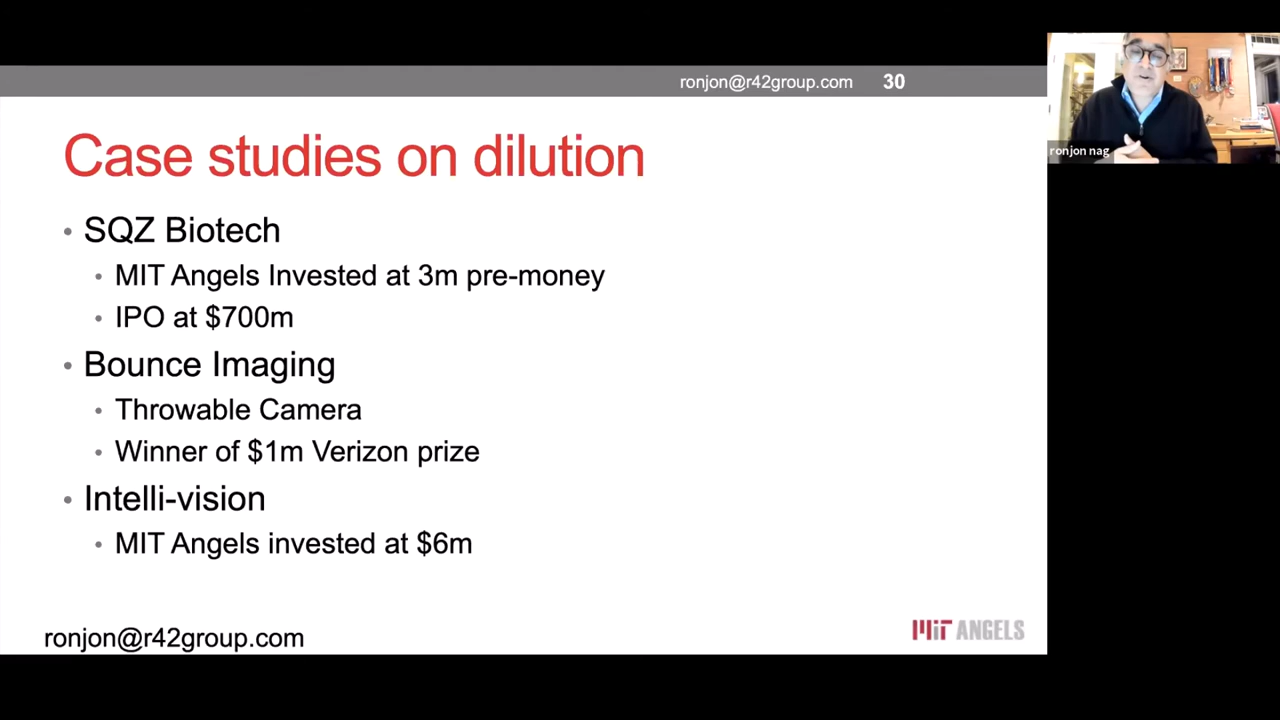 ronjon@r42group.com 30
ronjon nag
Case studies on dilution
• SQZ Biotech
• MIT Angels Invested at 3m pre-money
• IPO at $700m
• Bounce Imaging
• Throwable Camera
• Winner of $1m Verizon prize
• Intelli-vision
• MIT Angels invested at $6m
ronjon@r42group.com
MIT ANGELS